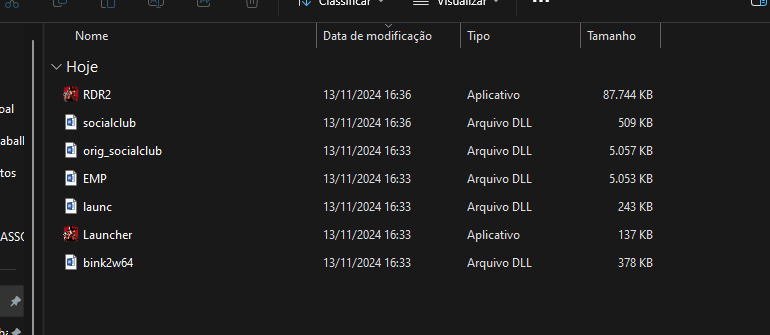 Classificar Visualizar ...
Nome Data de modificação Tipo Tamanho
Hoje
RDR2 13/11/2024 16:36 Aplicativo 87.744 KB
socialclub 13/11/2024 16:36 Arquivo DLL 509 KB
orig_socialclub 13/11/2024 16:33 Arquivo DLL 5.057 KB
EMP 13/11/2024 16:33 Arquivo DLL 5.053 KB
launc 13/11/2024 16:33 Arquivo DLL 243 KB
Launcher 13/11/2024 16:33 Aplicativo 137 KB
bink2w64 13/11/2024 16:33 Arquivo DLL 378 KB